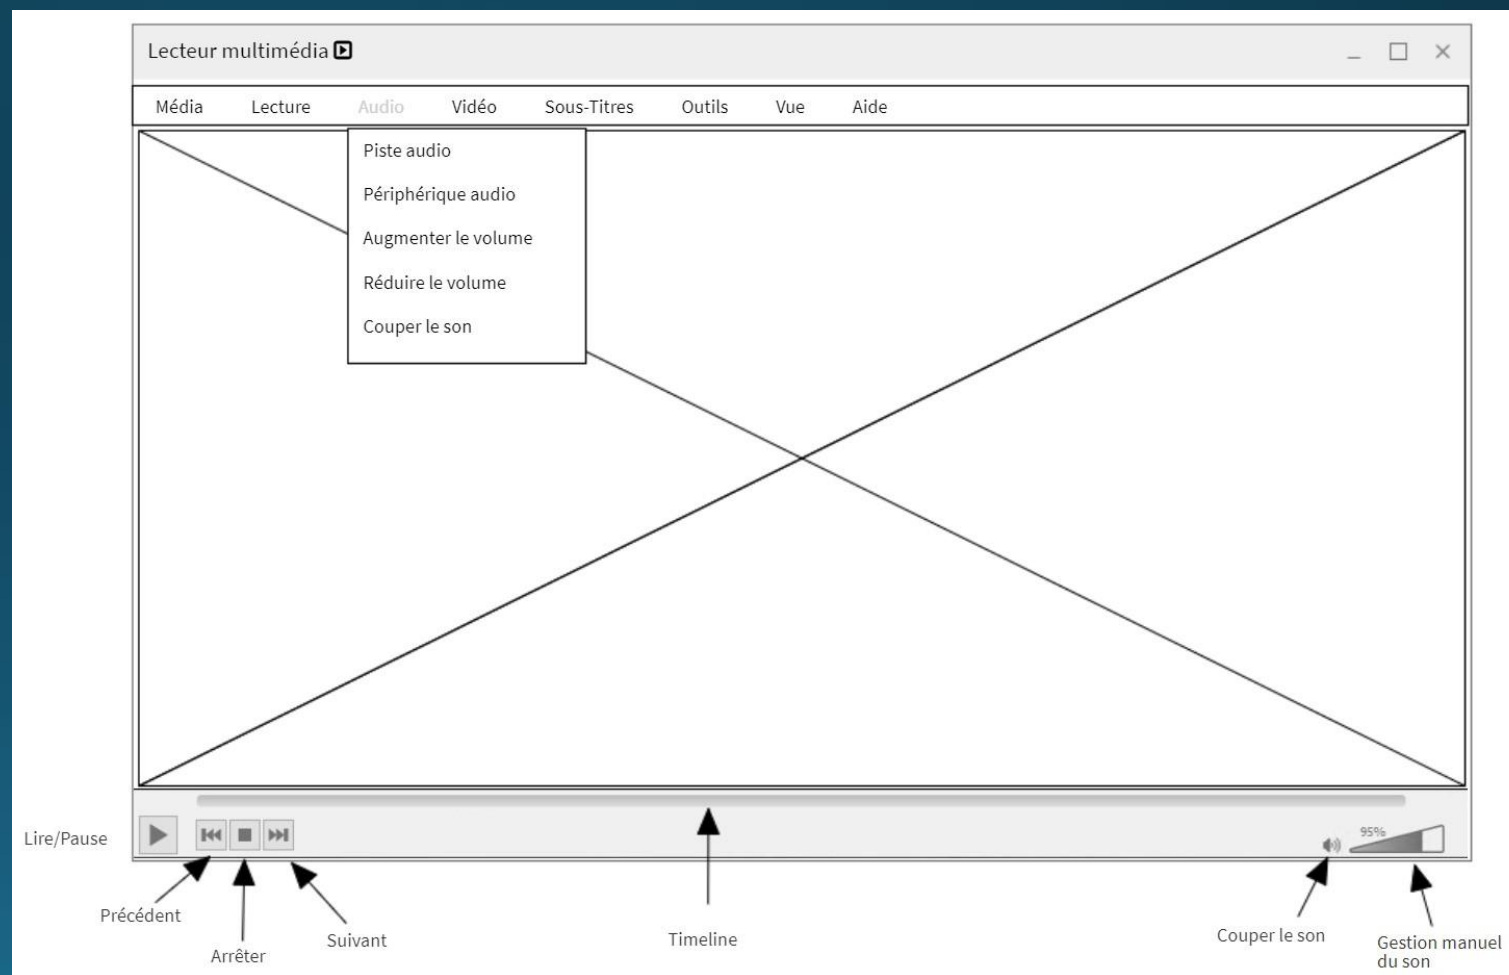 Lecteur multimédia
Média Lecture Audio Vidéo Sous-Titres Outils Vue Aide
Piste audio
Périphérique audio
Augmenter le volume
Réduire le volume
Couper le son
95%
Lire/Pause
Précédent
Arrêter
Suivant
Timeline
Couper le son
Gestion manuel
du son